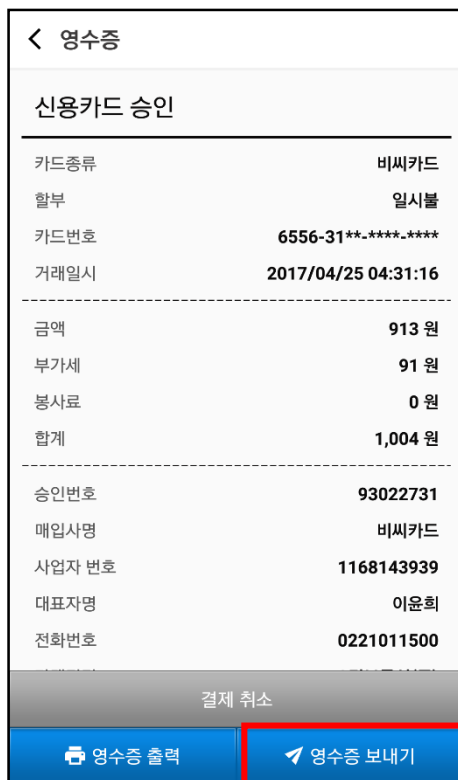 영수증
신용카드 승인
카드종류 비씨카드
할부 일시불
카드번호 6556-31**-****-****
거래일시 2017/04/25 04:31:16
금액 913 원
부가세 91 원
봉사료 0 원
합계 1,004 원
승인번호 93022731
매입사명 비씨카드
사업자 번호 1168143939
대표자명 이윤희
전화번호 0221011500
결제 취소
영수증 출력 영수증 보내기